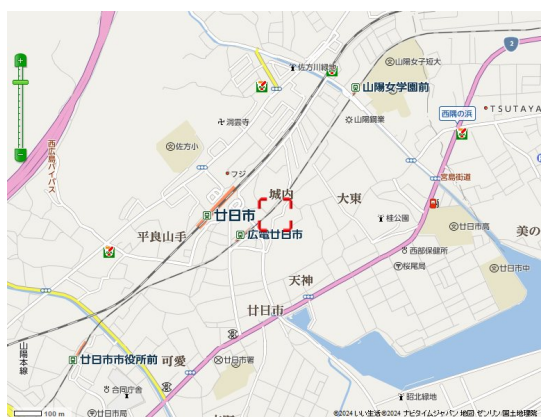 佐方川緑地
山陽女子短大
2
山陽女学園前
TSUTAYA
洞雲寺
山陽鋼業
西隅の浜
佐方小
西広島バイパス
フジ
宮島街道
城内
大東
廿日市
桂公園
廿日市高
美の
平良山手
広電廿日市
西部保健所
桜尾局
廿日市中
天神
廿日市
山陽本線
廿日市市役所前
可愛
廿日市署
合同庁舎
昭北緑地
100 m
廿日市局
©2024 いい生活©2024 ナビタイムジャパン 地図 ゼンリン 国土地理院